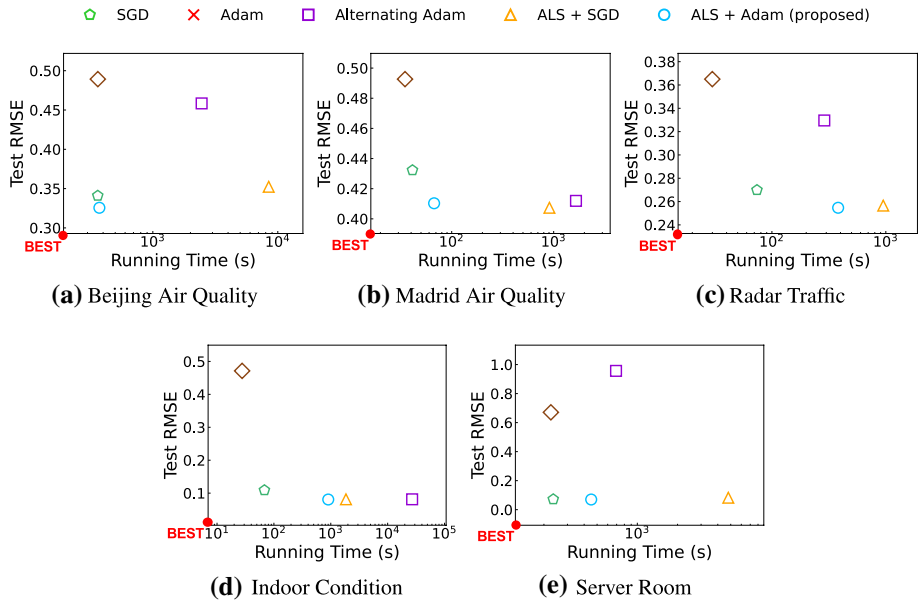 SGD Adam Alternating Adam ALS + SGD ALS + Adam (proposed)
Test RMSE
0.50
0.45
0.40
0.35
0.30
BEST
10³ 10⁴
Running Time (s)
(a) Beijing Air Quality
Test RMSE
0.50
0.48
0.46
0.44
0.42
0.40
BEST
10² 10³
Running Time (s)
(b) Madrid Air Quality
Test RMSE
0.38
0.36
0.34
0.32
0.30
0.28
0.26
0.24
BEST
10² 10³
Running Time (s)
(c) Radar Traffic
Test RMSE
0.5
0.4
0.3
0.2
0.1
BEST
10¹ 10² 10³ 10⁴ 10⁵
Running Time (s)
(d) Indoor Condition
Test RMSE
1.0
0.8
0.6
0.4
0.2
0.0
BEST
10³
Running Time (s)
(e) Server Room